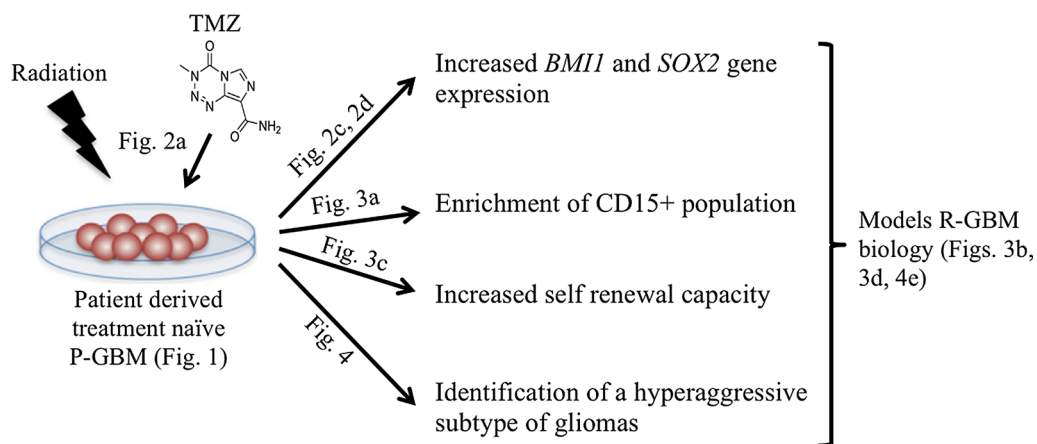 TMZ
Radiation
O
N
N
N
N
N
O
NH₂
Fig. 2a
Patient derived
treatment naïve
P-GBM (Fig. 1)
Fig. 2c, 2d
Increased BMI1 and SOX2 gene
expression
Fig. 3a
Enrichment of CD15+ population
Fig. 3c
Increased self renewal capacity
Fig. 4
Identification of a hyperaggressive
subtype of gliomas
Models R-GBM
biology (Figs. 3b,
3d, 4e)